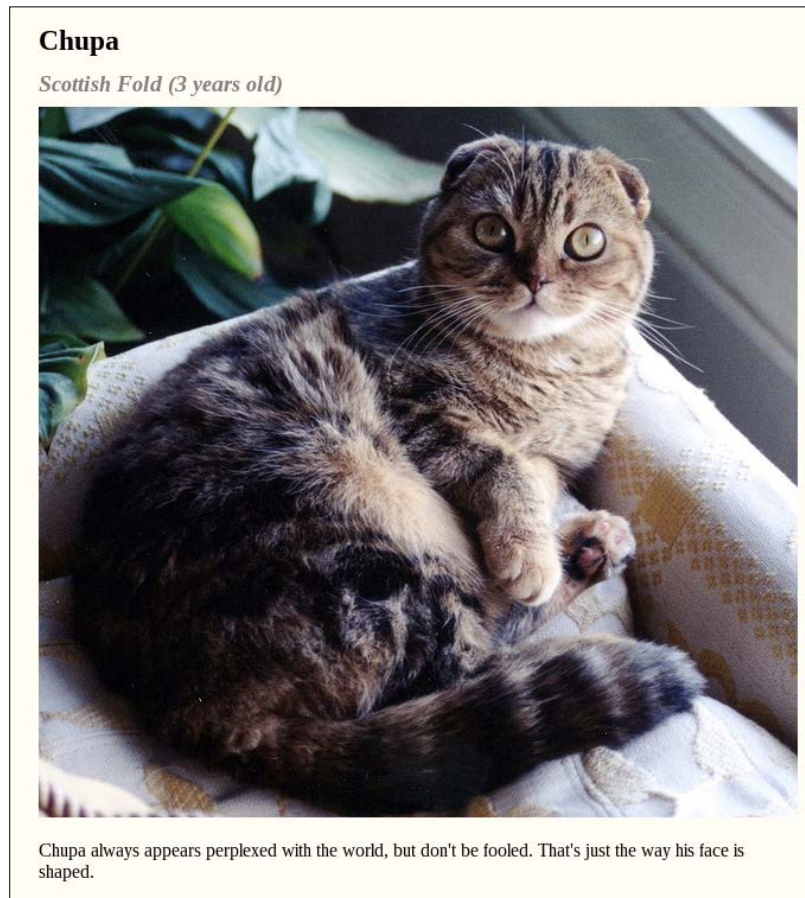 Chupa
Scottish Fold (3 years old)
Chupa always appears perplexed with the world, but don't be fooled. That's just the way his face is
shaped.